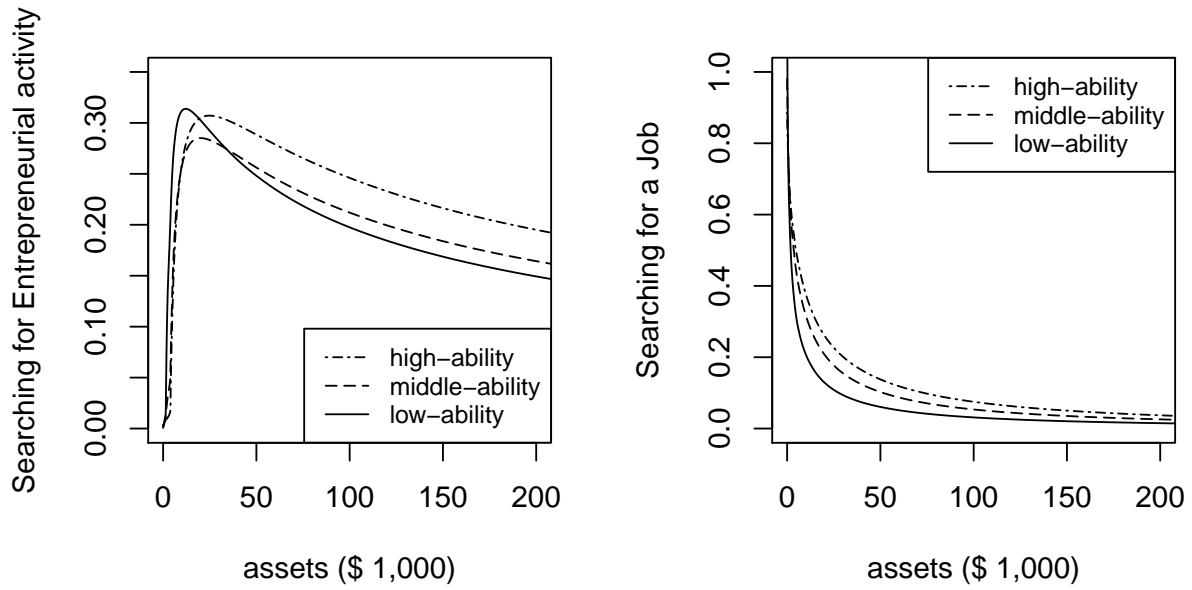 Searching for Entrepreneurial activity
0.00
0.10
0.20
0.30
high−ability
middle−ability
low−ability
0
50
100
150
200
assets ($ 1,000)
Searching for a Job
0.0
0.2
0.4
0.6
0.8
1.0
high−ability
middle−ability
low−ability
0
50
100
150
200
assets ($ 1,000)